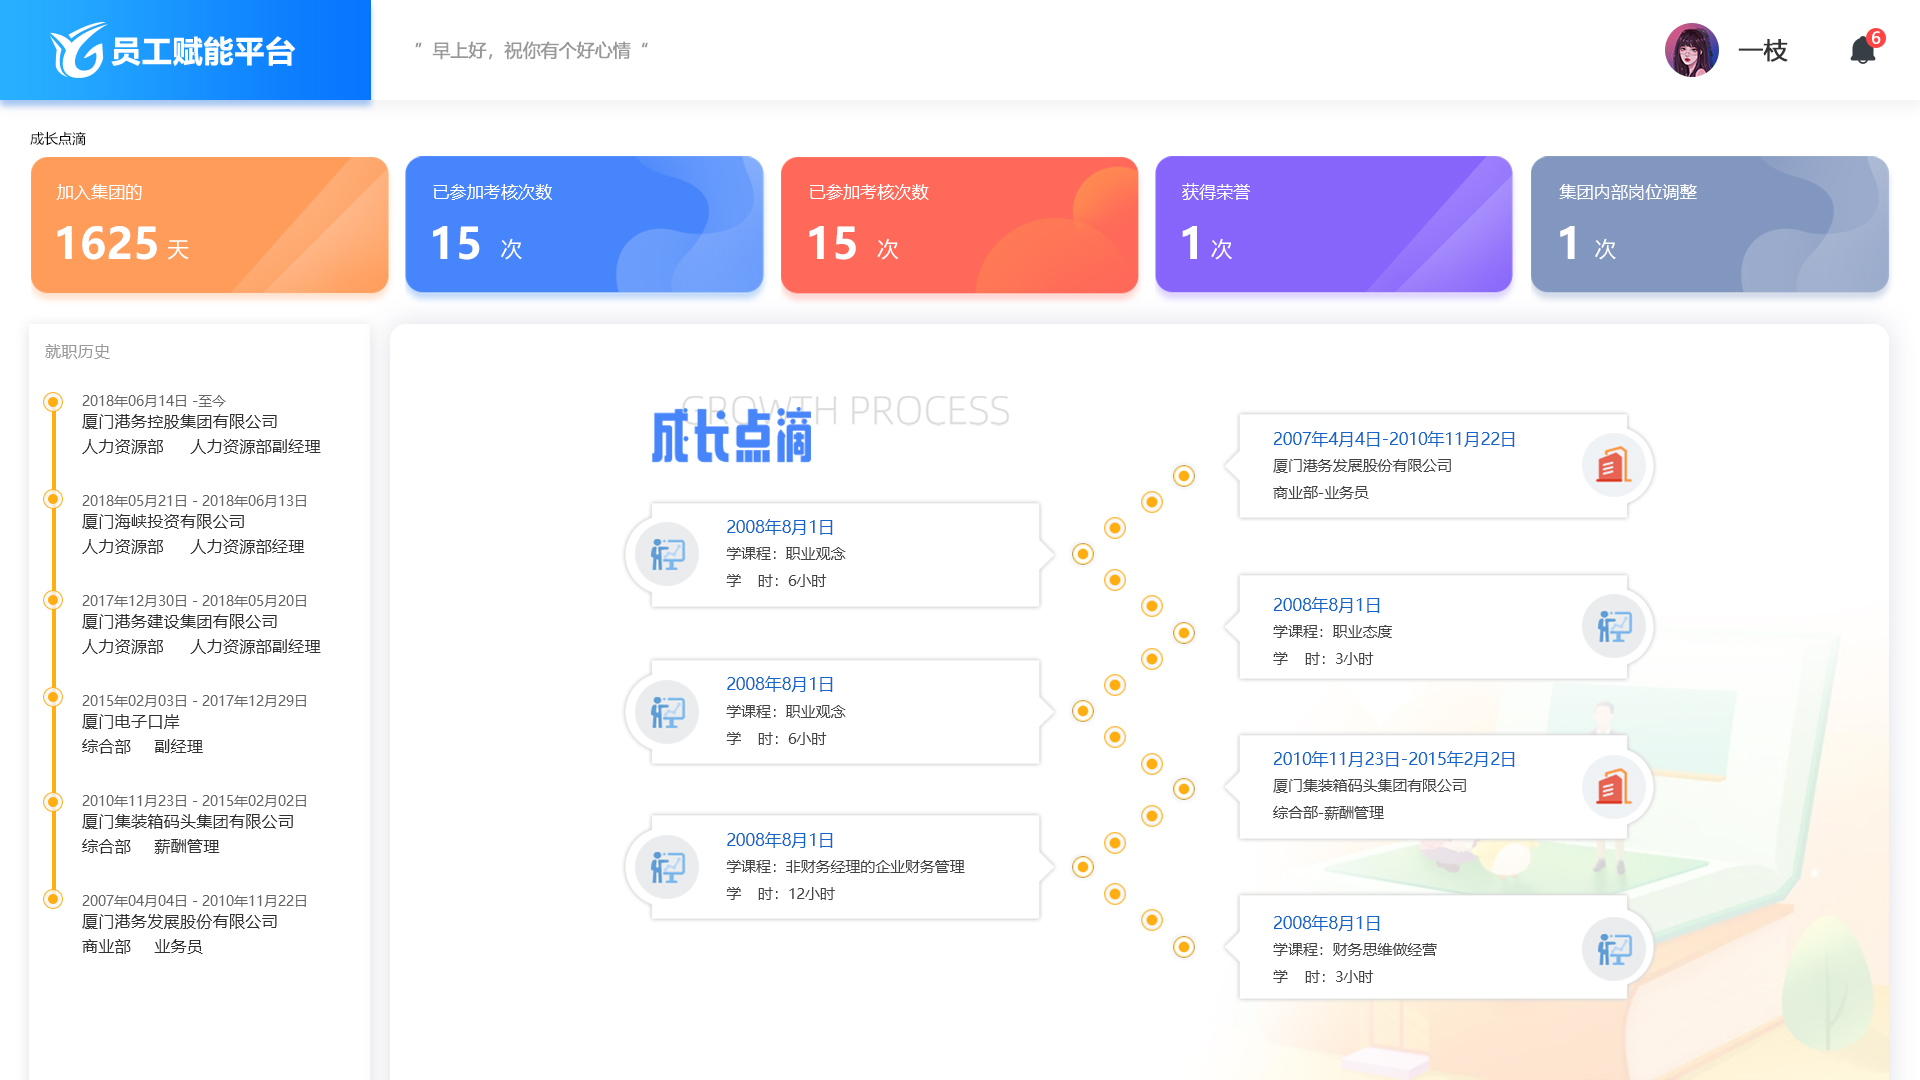 员工赋能平台
”早上好，祝你有个好心情“
一枝
6
成长点滴
加入集团的
1625 天
已参加考核次数
15 次
已参加考核次数
15 次
获得荣誉
1 次
集团内部岗位调整
1 次
就职历史
2018年06月14日 -至今
厦门港务控股集团有限公司
人力资源部 人力资源部副经理
2018年05月21日 - 2018年06月13日
厦门海峡投资有限公司
人力资源部 人力资源部经理
2017年12月30日 - 2018年05月20日
厦门港务建设集团有限公司
人力资源部 人力资源部副经理
2015年02月03日 - 2017年12月29日
厦门电子口岸
综合部 副经理
2010年11月23日 - 2015年02月02日
厦门集装箱码头集团有限公司
综合部 薪酬管理
2007年04月04日 - 2010年11月22日
厦门港务发展股份有限公司
商业部 业务员
GROWTH PROCESS
成长点滴
2008年8月1日
学课程：职业观念
学 时：6小时
2008年8月1日
学课程：职业观念
学 时：6小时
2008年8月1日
学课程：非财务经理的企业财务管理
学 时：12小时
2007年4月4日-2010年11月22日
厦门港务发展股份有限公司
商业部-业务员
2008年8月1日
学课程：职业态度
学 时：3小时
2010年11月23日-2015年2月2日
厦门集装箱码头集团有限公司
综合部-薪酬管理
2008年8月1日
学课程：财务思维做经营
学 时：3小时